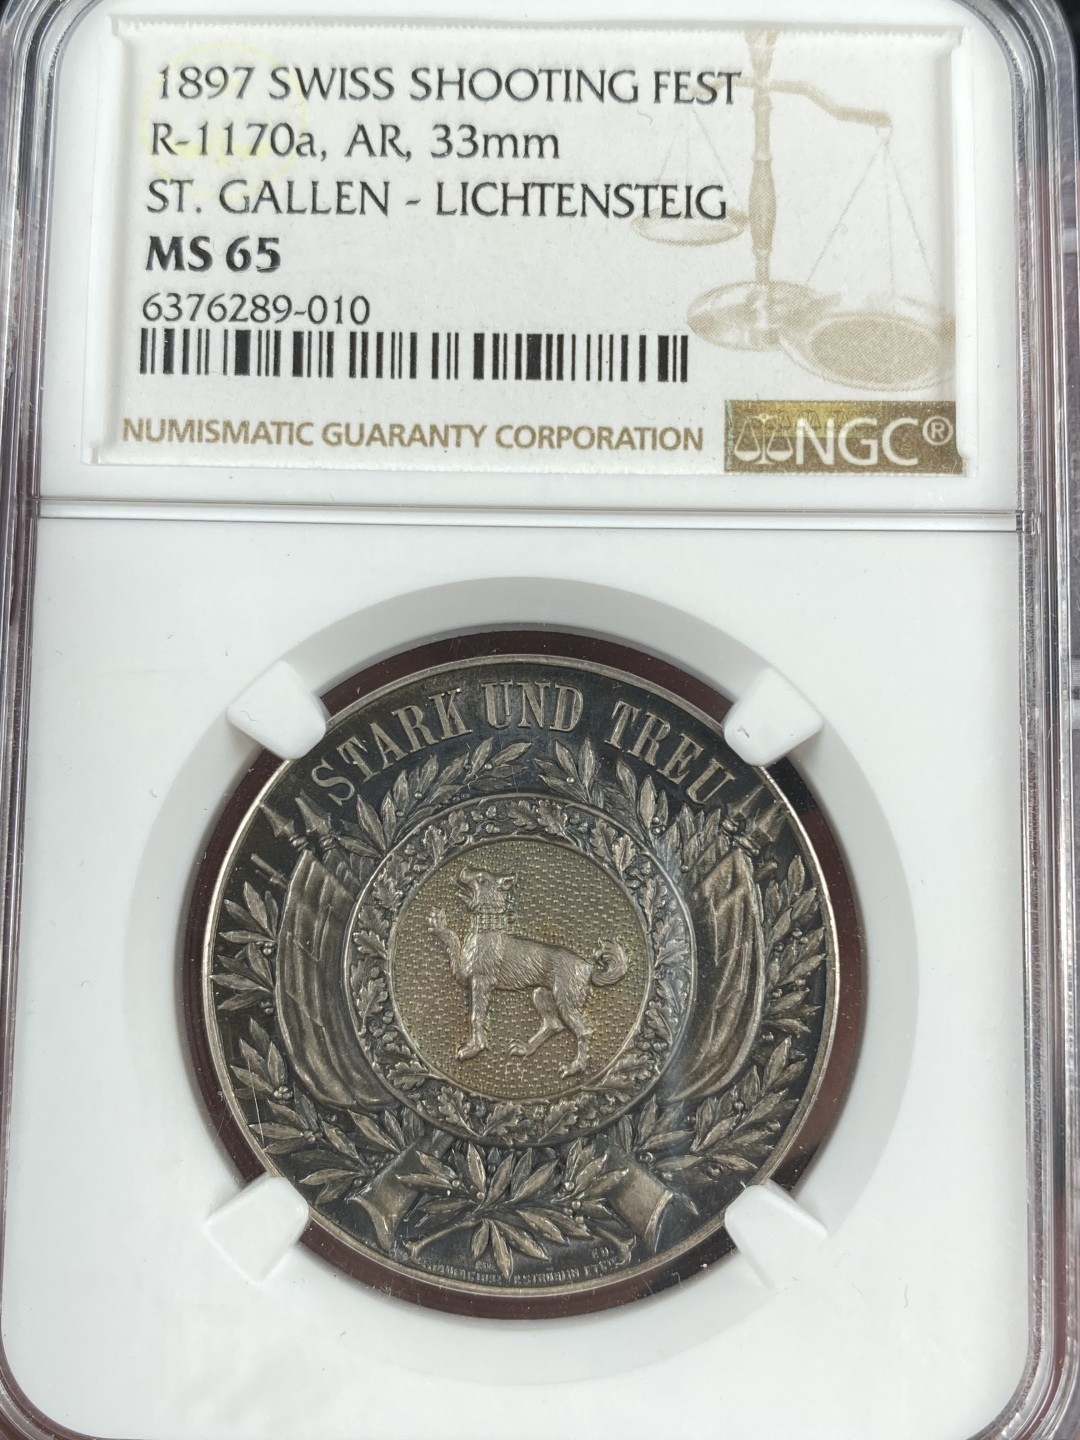 1897 SWISS SHOOTING FEST
R-1170a, AR, 33mm
ST. GALLEN - LICHTENSTEIG
MS 65
6376289-010
NUMISMATIC GUARANTY CORPORATION
NGC®
STARK UND TREU